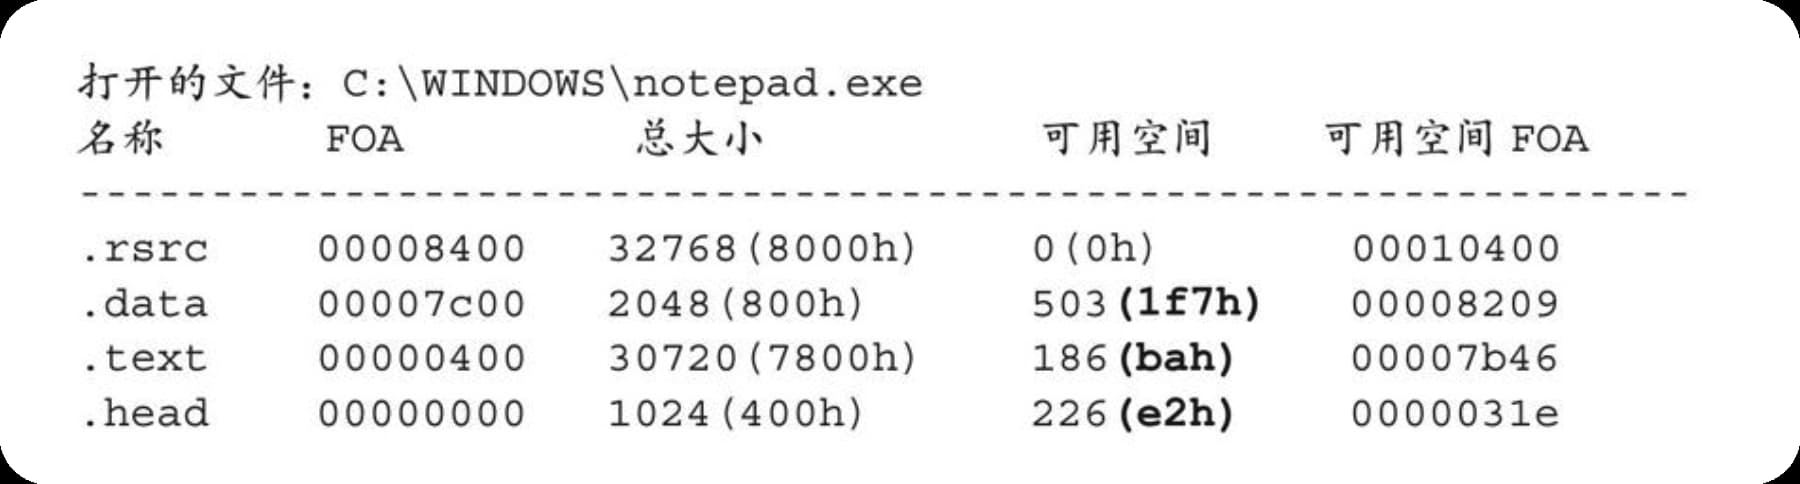 打开的文件：C:\WINDOWS\notepad.exe
名称 FOA 总大小 可用空间 可用空间 FOA
-------------------------------------------------------------
.rsrc 00008400 32768(8000h) 0(0h) 00010400
.data 00007c00 2048(800h) 503(1f7h) 00008209
.text 00000400 30720(7800h) 186(bah) 00007b46
.head 00000000 1024(400h) 226(e2h) 0000031e